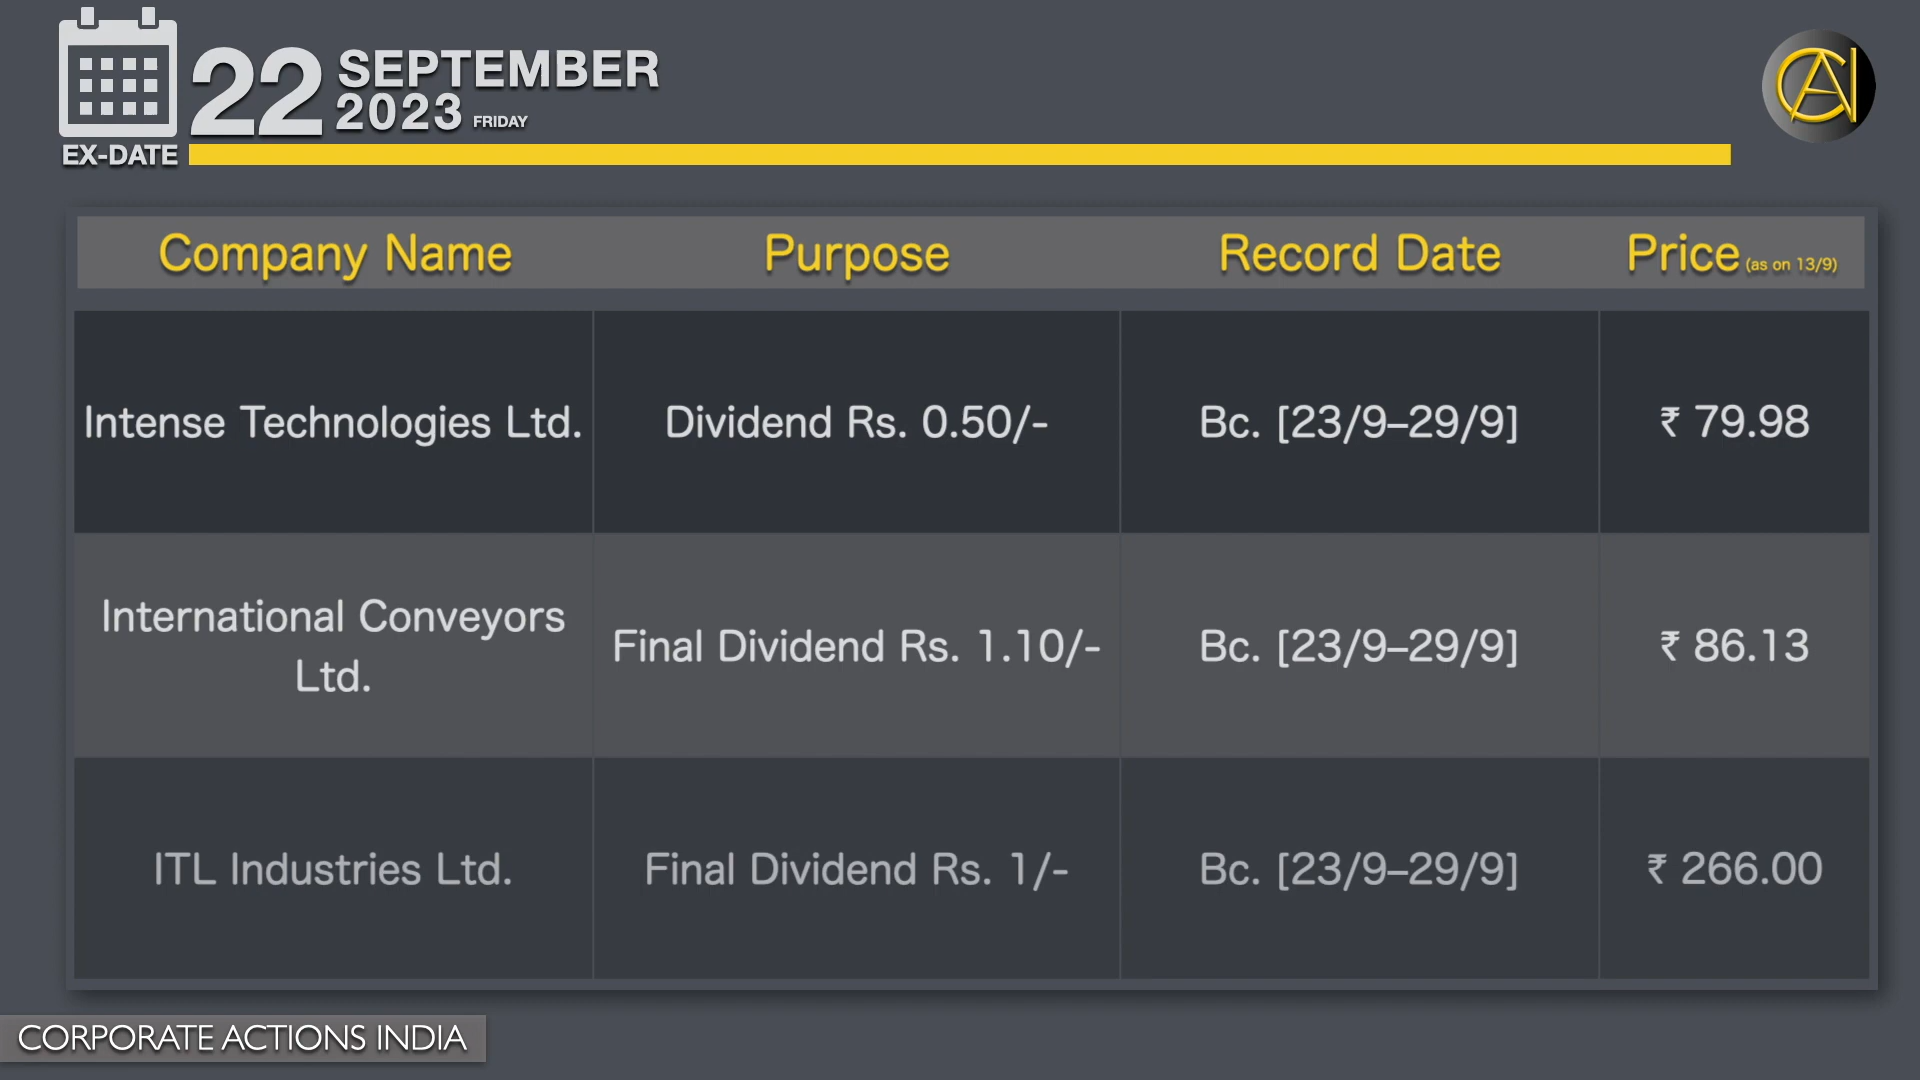 22 SEPTEMBER
2023 FRIDAY
EX-DATE
CAI
Company Name Purpose Record Date Price (as on 13/9)
Intense Technologies Ltd. Dividend Rs. 0.50/- Bc. [23/9–29/9] ₹ 79.98
International Conveyors
Ltd. Final Dividend Rs. 1.10/- Bc. [23/9–29/9] ₹ 86.13
ITL Industries Ltd. Final Dividend Rs. 1/- Bc. [23/9–29/9] ₹ 266.00
CORPORATE ACTIONS INDIA